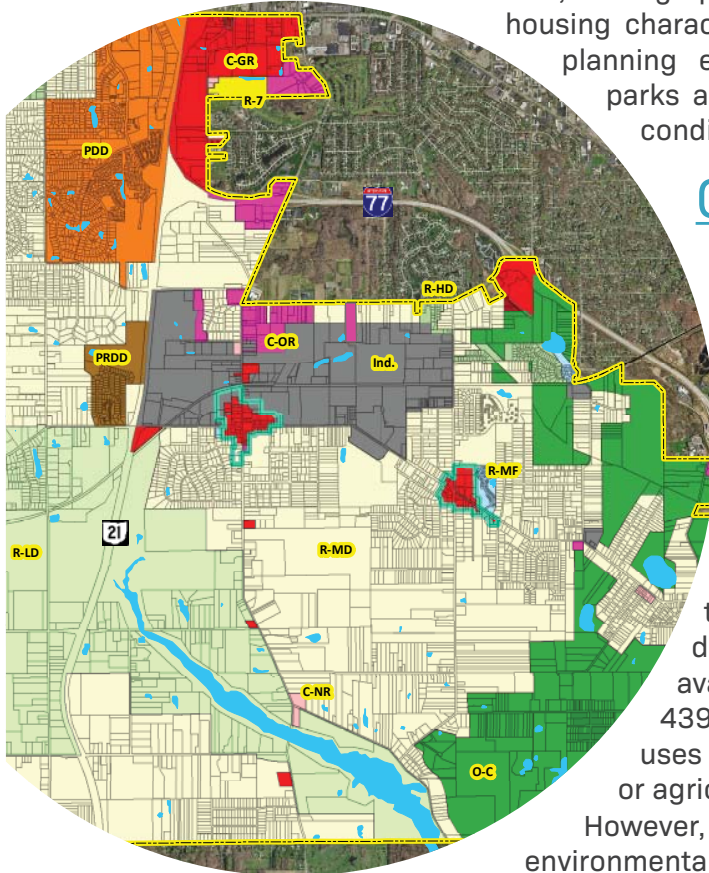 housing charac
planning e
parks a
condi
C-GR
R-7
PDD
77
R-HD
C-OR
Ind.
PRDD
R-MF
21
R-LD
R-MD
t
d
ava
C-NR
439
uses
O-C
or agric
However,
environmenta